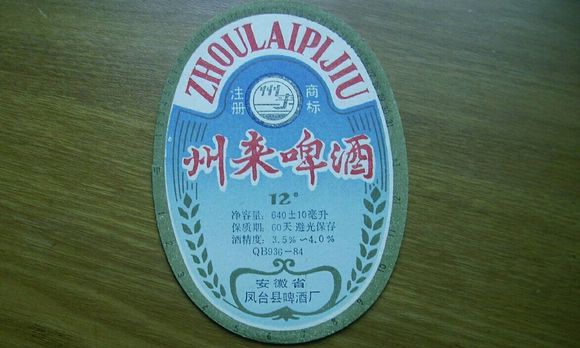 ZHOULAIPIJIU
注册 商标
州来啤酒
12°
净容量: 640±10毫升
保质期: 60天 避光保存
酒精度: 3.5%~4.0%
QB936-84
安徽省
凤台县啤酒厂